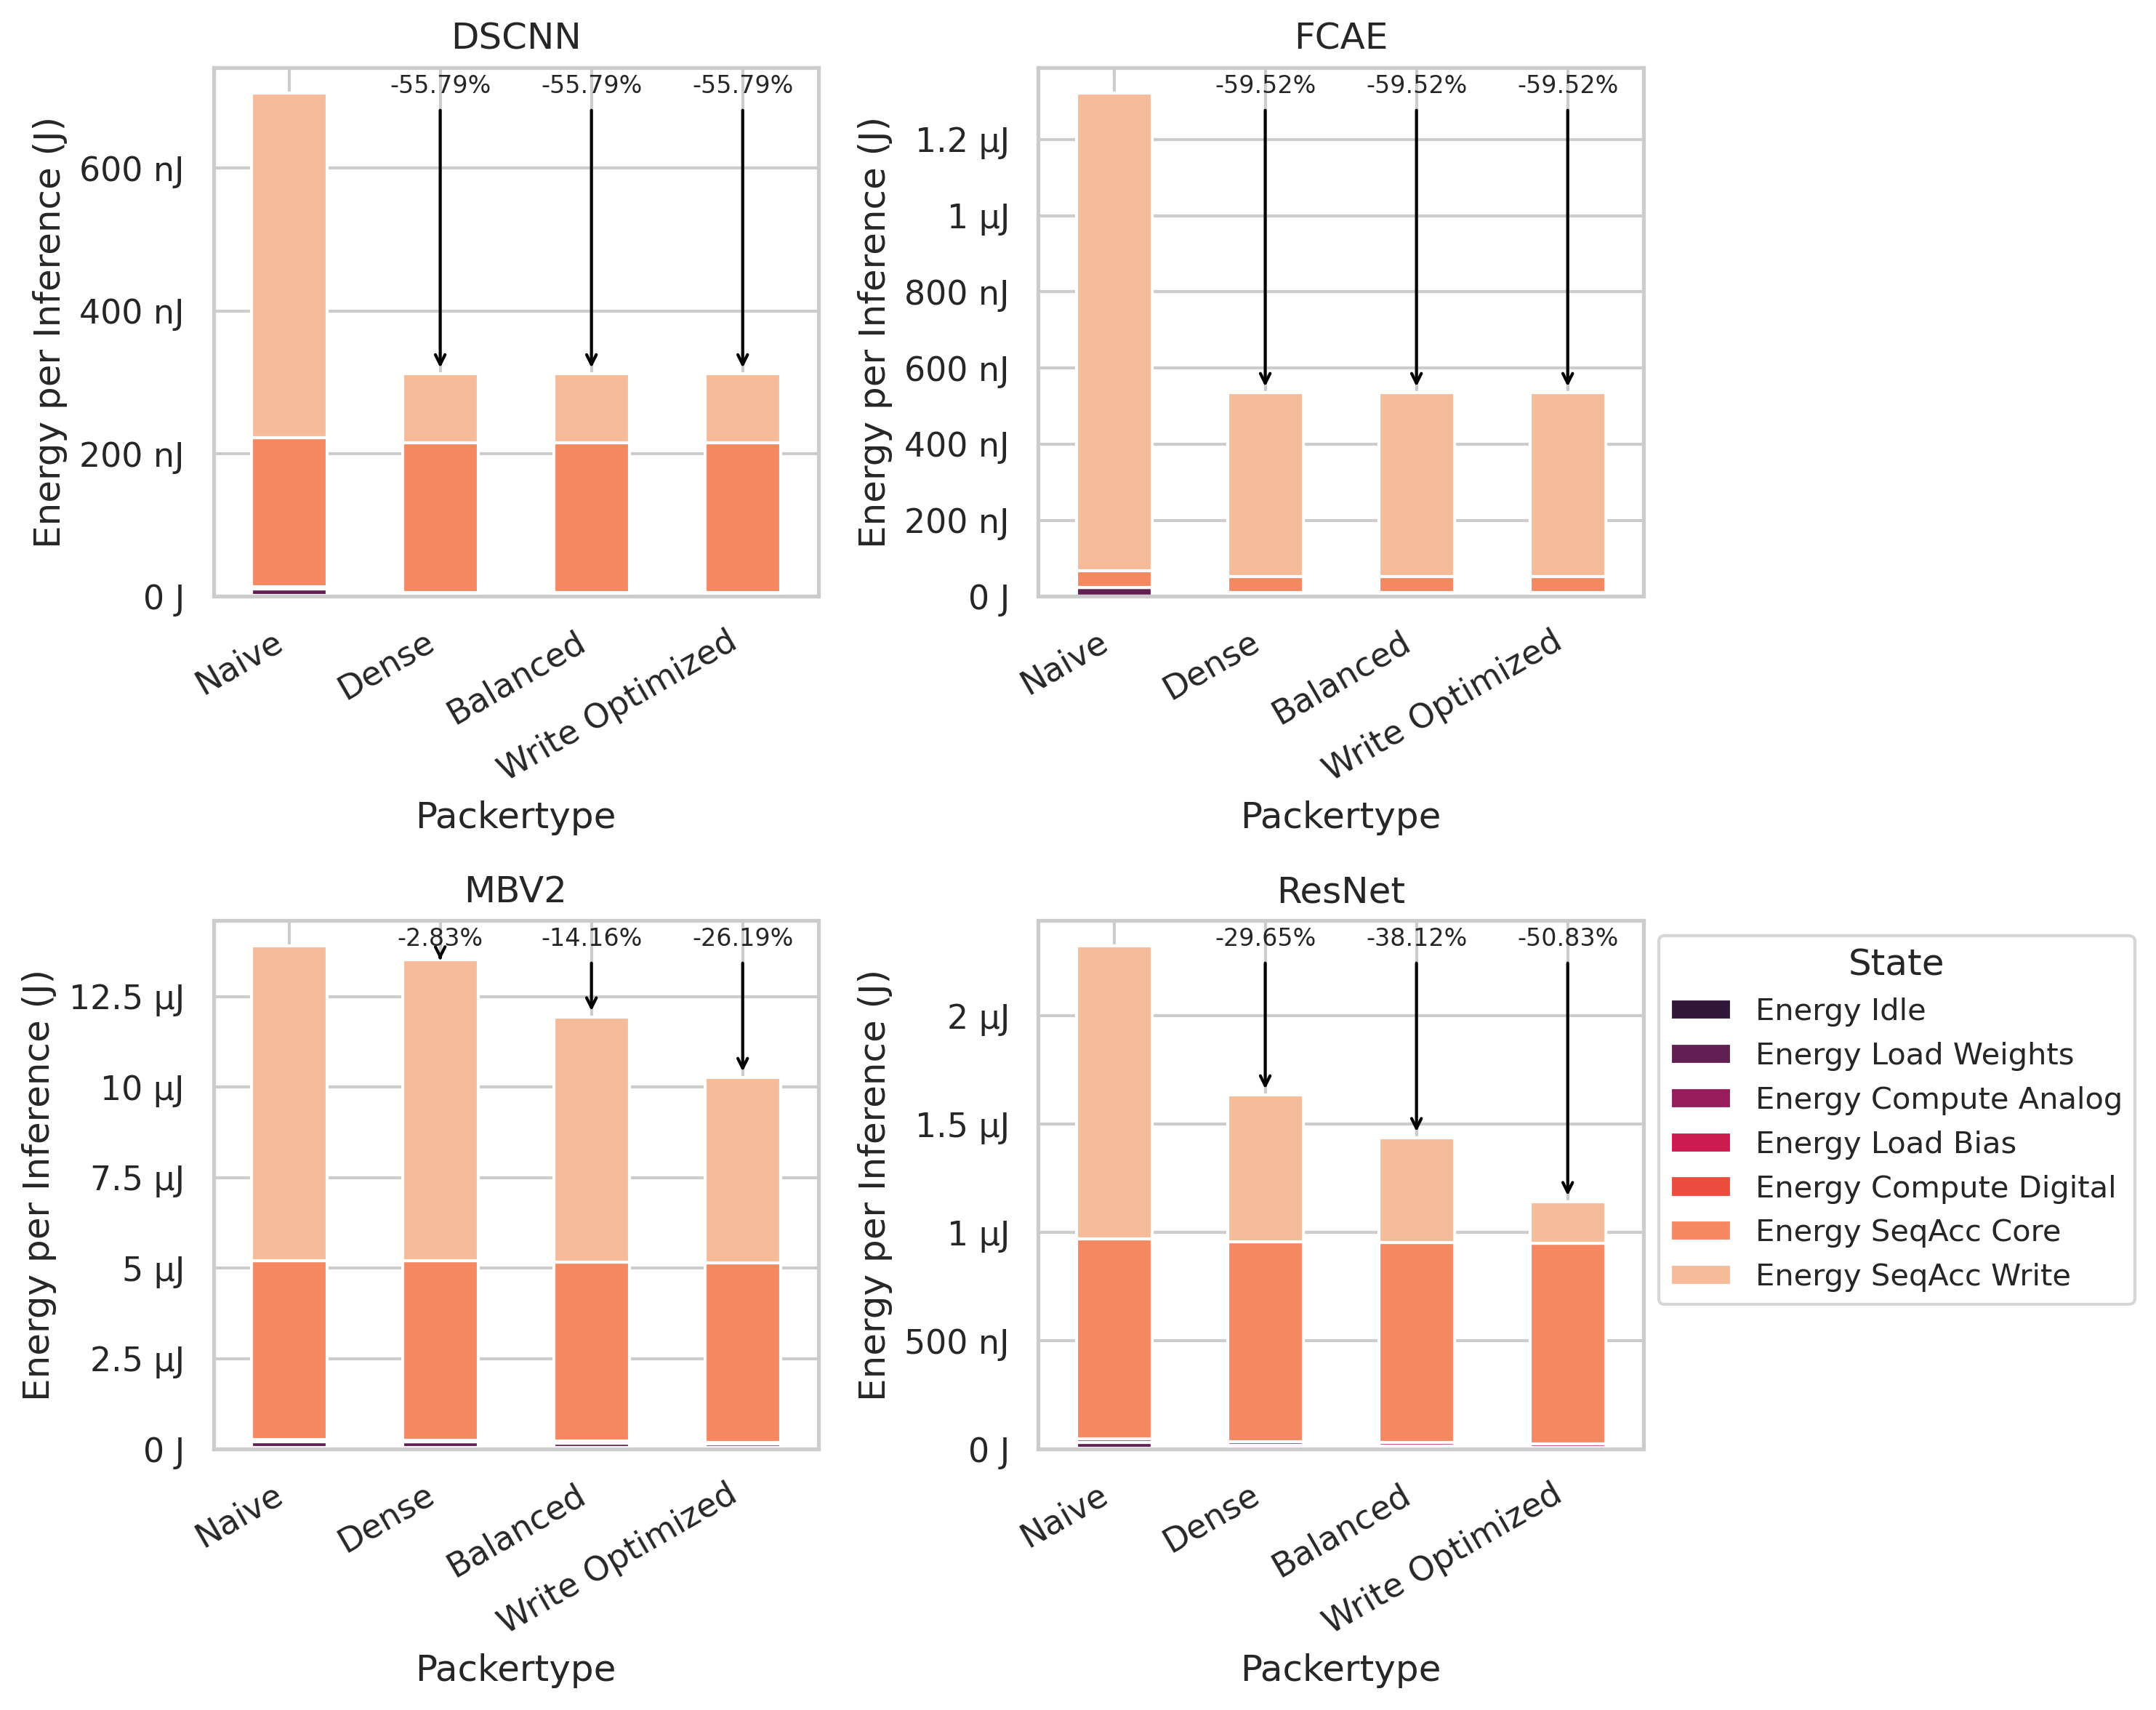 DSCNN
Energy per Inference (J)
600 nJ
400 nJ
200 nJ
0 J
-55.79%
-55.79%
-55.79%
Naive
Dense
Balanced
Write Optimized
Packertype
FCAE
Energy per Inference (J)
1.2 µJ
1 µJ
800 nJ
600 nJ
400 nJ
200 nJ
0 J
-59.52%
-59.52%
-59.52%
Naive
Dense
Balanced
Write Optimized
Packertype
MBV2
Energy per Inference (J)
12.5 µJ
10 µJ
7.5 µJ
5 µJ
2.5 µJ
0 J
-2.83%
-14.16%
-26.19%
Naive
Dense
Balanced
Write Optimized
Packertype
ResNet
Energy per Inference (J)
2 µJ
1.5 µJ
1 µJ
500 nJ
0 J
-29.65%
-38.12%
-50.83%
Naive
Dense
Balanced
Write Optimized
Packertype
State
Energy Idle
Energy Load Weights
Energy Compute Analog
Energy Load Bias
Energy Compute Digital
Energy SeqAcc Core
Energy SeqAcc Write